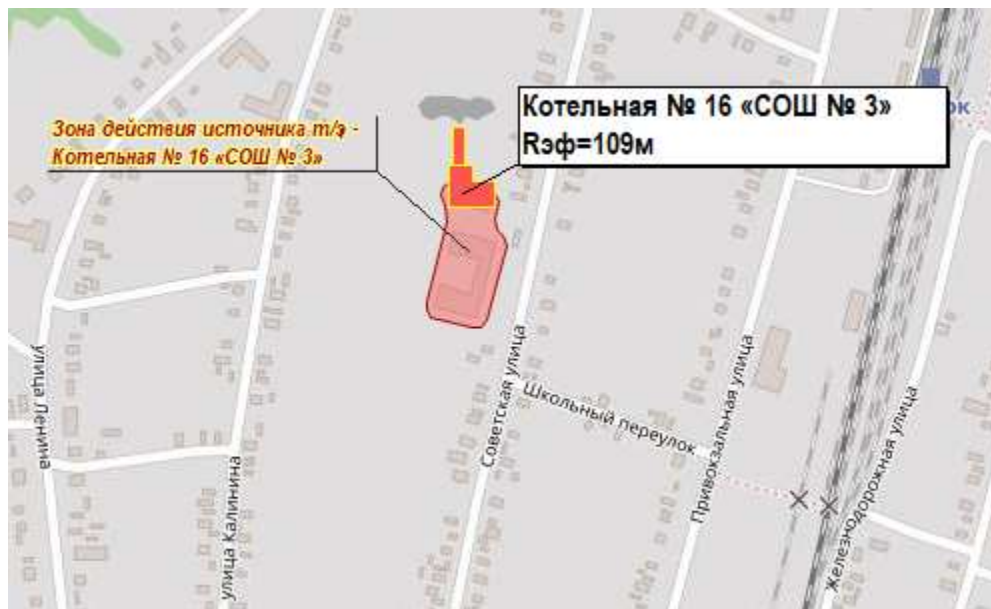 Котельная № 16 «СОШ № 3»
Rэф=109м
Зона действия источника т/э -
Котельная № 16 «СОШ № 3»
ок
улица Ленина
улица Калинина
Советская улица
Школьный переулок
Привокзальная улица
Железнодорожная улица